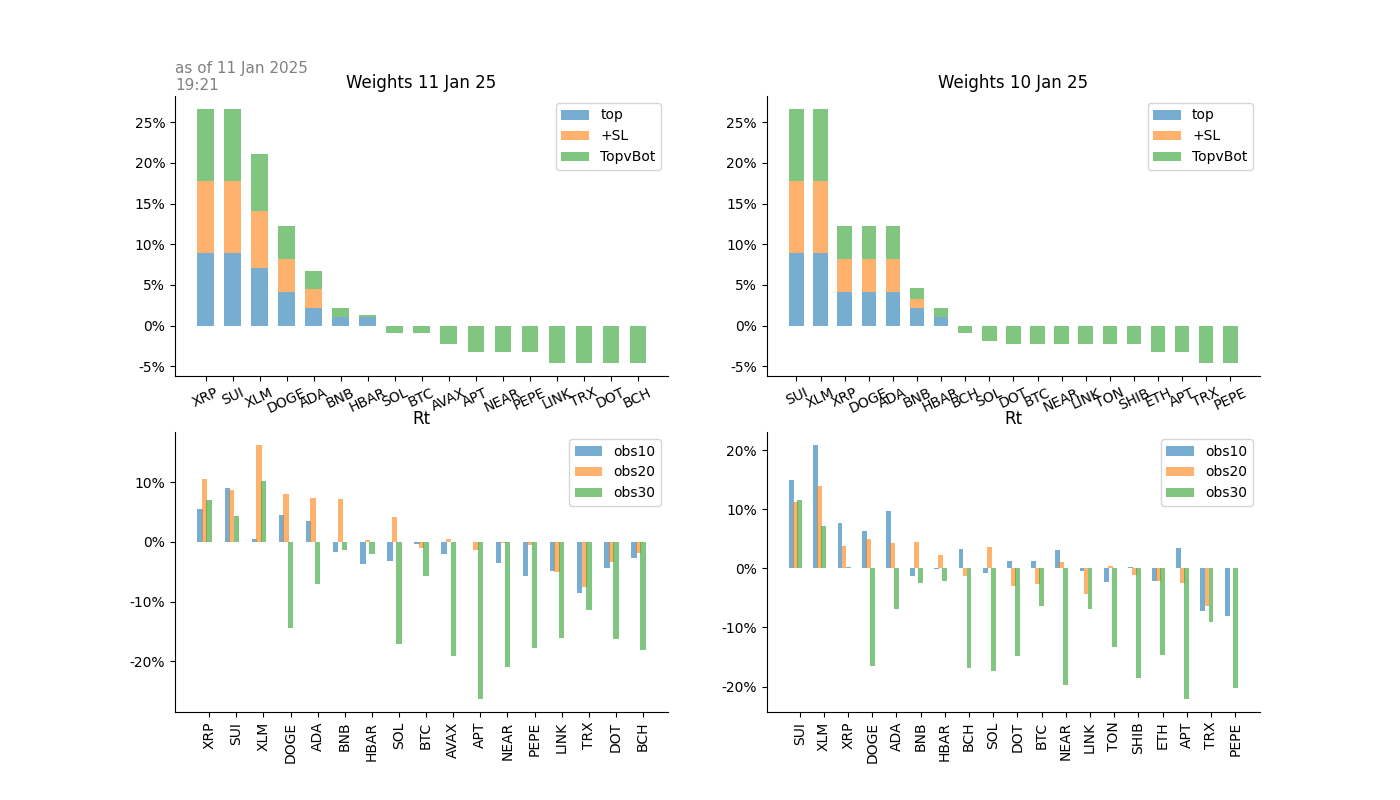 as of 11 Jan 2025
19:21
Weights 11 Jan 25
25%
20%
15%
10%
5%
0%
-5%
top
+SL
TopvBot
XRP SUI XLM DOGE ADA BNB HBAR SOL BTC AVAX APT NEAR PEPE LINK TRX DOT BCH
Weights 10 Jan 25
25%
20%
15%
10%
5%
0%
-5%
top
+SL
TopvBot
SUI XLM XRP DOGE ADA BNB HBAR BCH SOL DOT BTC NEAR LINK TON SHIB ETH APT TRX PEPE
Rt
10%
0%
-10%
-20%
obs10
obs20
obs30
XRP SUI XLM DOGE ADA BNB HBAR SOL BTC AVAX APT NEAR PEPE LINK TRX DOT BCH
Rt
20%
10%
0%
-10%
-20%
obs10
obs20
obs30
SUI XLM XRP DOGE ADA BNB HBAR BCH SOL DOT BTC NEAR LINK TON SHIB ETH APT TRX PEPE